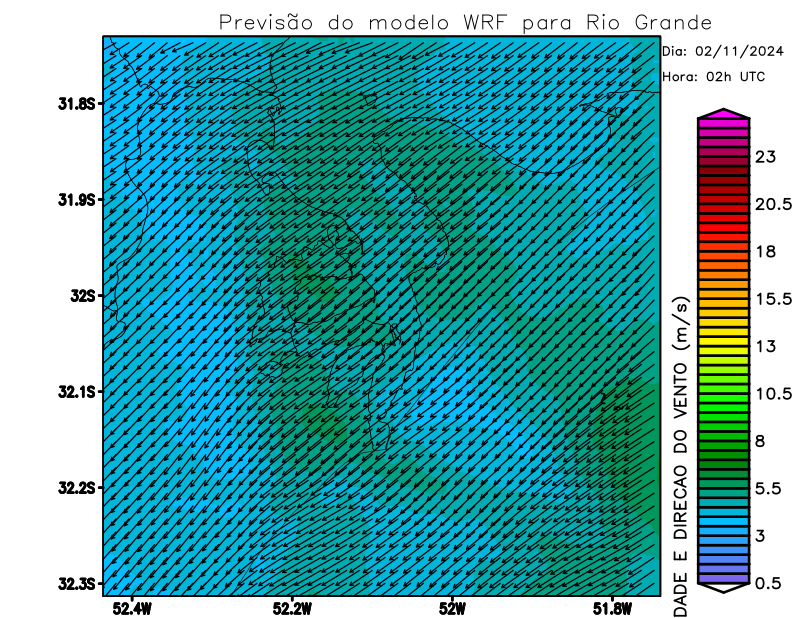 Previsão do modelo WRF para Rio Grande
Dia: 02/11/2024
Hora: 02h UTC
31.8S
31.9S
32S
32.1S
32.2S
32.3S
52.4W
52.2W
52W
51.8W
23
20.5
18
15.5
13
10.5
8
5.5
3
0.5
DADE E DIRECAO DO VENTO (m/s)